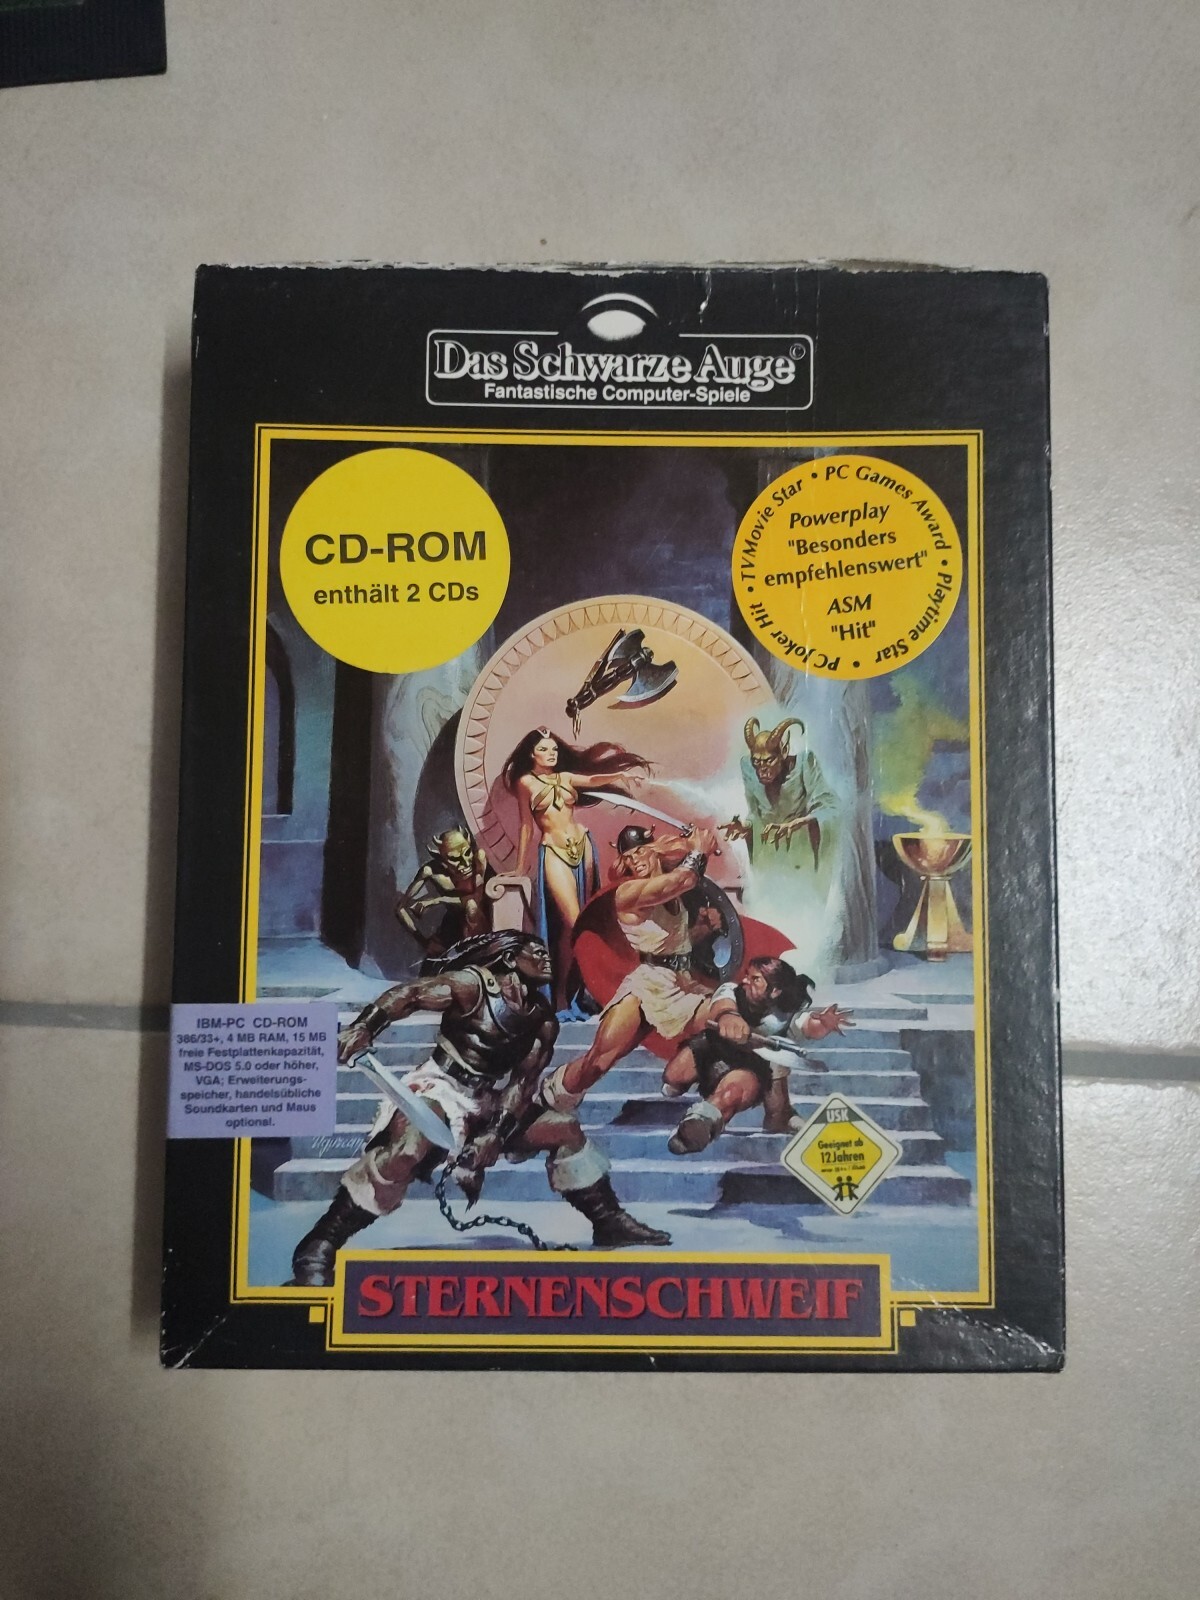 Das Schwarze Auge©
Fantastische Computer-Spiele
CD-ROM
enthält 2 CDs
PC Joker Hit • TVMovie Star • PC Games Award • Playtime Star •
Powerplay
"Besonders
empfehlenswert"
ASM
"Hit"
IBM-PC CD-ROM
386/33+, 4 MB RAM, 15 MB
freie Festplattenkapazität,
MS-DOS 5.0 oder höher,
VGA; Erweiterungs-
speicher, handelsübliche
Soundkarten und Maus
optional.
USK
Geeignet ab
12 Jahren
STERNENSCHWEIF